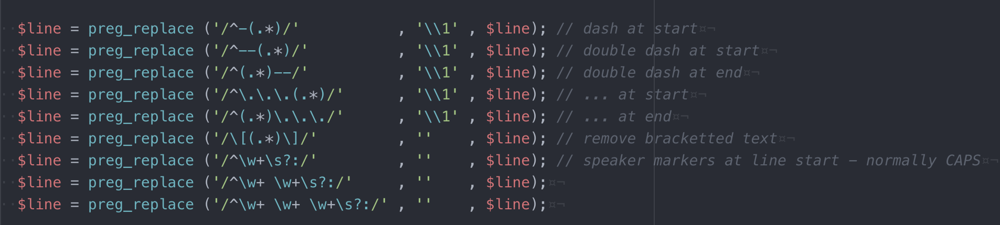 $line = preg_replace ('/^-(.*)/'           , '\\1' , $line); // dash at start¤¬
$line = preg_replace ('/^--(.*)/'          , '\\1' , $line); // double dash at start¤¬
$line = preg_replace ('/^(.*)--/'          , '\\1' , $line); // double dash at end¤¬
$line = preg_replace ('/^\.\.\.(.*)/'      , '\\1' , $line); // ... at start¤¬
$line = preg_replace ('/^(.*)\.\.\./'      , '\\1' , $line); // ... at end¤¬
$line = preg_replace ('/\[(.*)\]/'         , ''    , $line); // remove bracketted text¤¬
$line = preg_replace ('/^\w+\s?:/'         , ''    , $line); // speaker markers at line start - normally CAPS¤¬
$line = preg_replace ('/^\w+ \w+\s?:/'     , ''    , $line);¤¬
$line = preg_replace ('/^\w+ \w+ \w+\s?:/' , ''    , $line);¤¬